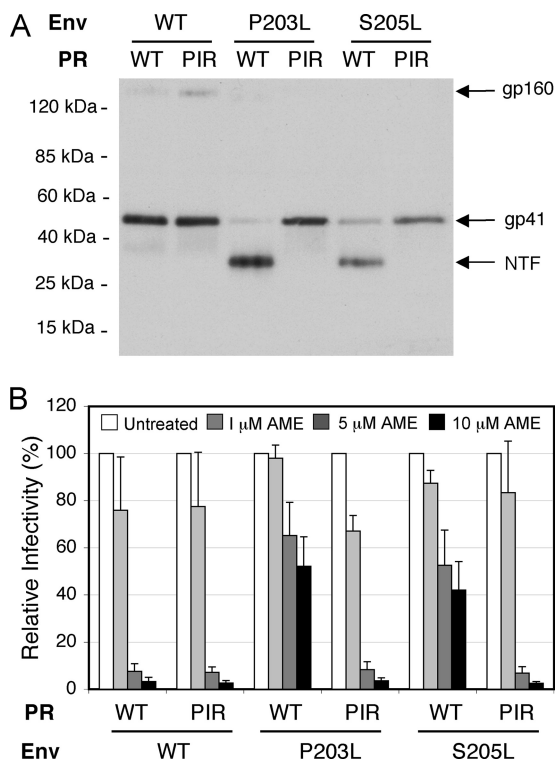 A
Env WT P203L S205L
PR WT PIR WT PIR WT PIR
120 kDa -
85 kDa -
60 kDa -
40 kDa -
25 kDa -
15 kDa -
gp160
gp41
NTF
B
Relative Infectivity (%)
120
100
80
60
40
20
0
Untreated I μM AME 5 μM AME 10 μM AME
PR WT PIR WT PIR WT PIR
Env WT P203L S205L